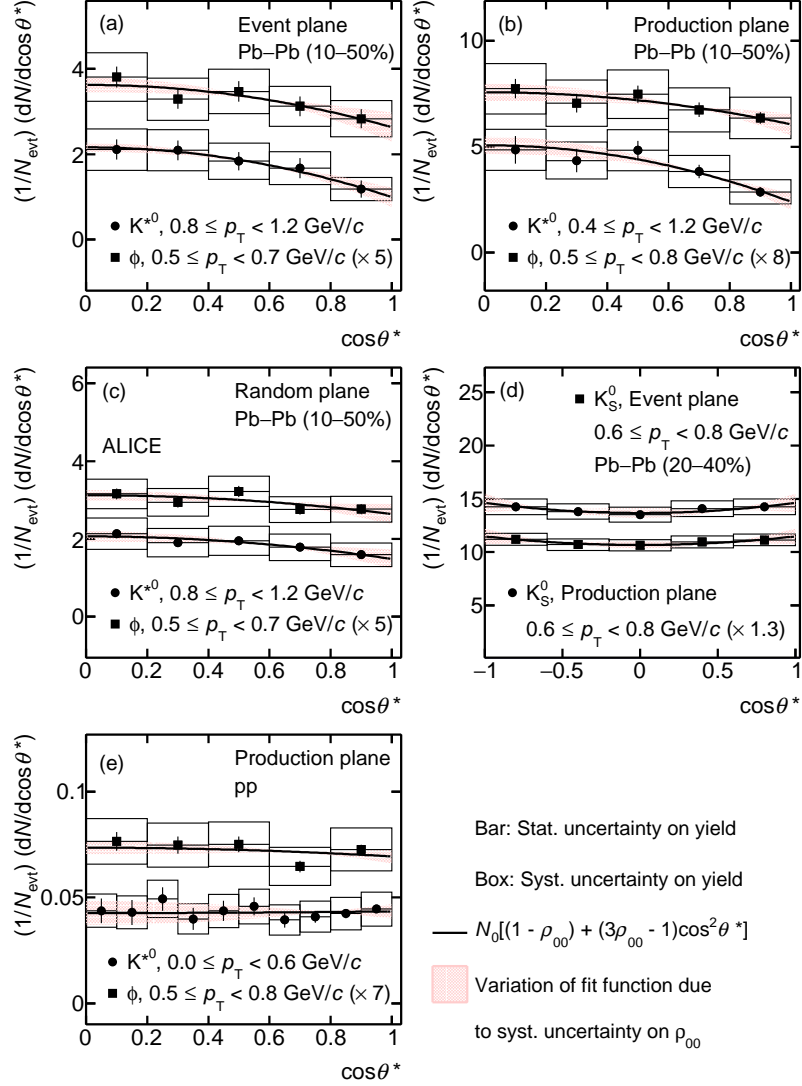 (a)
Event plane
Pb–Pb (10–50%)
(1/N_evt) (dN/dcosθ*)
4
2
0
K*⁰, 0.8 ≤ p_T < 1.2 GeV/c
ϕ, 0.5 ≤ p_T < 0.7 GeV/c (× 5)
0 0.2 0.4 0.6 0.8 1
cosθ*
(b)
Production plane
Pb–Pb (10–50%)
(1/N_evt) (dN/dcosθ*)
10
5
0
K*⁰, 0.4 ≤ p_T < 1.2 GeV/c
ϕ, 0.5 ≤ p_T < 0.8 GeV/c (× 8)
0 0.2 0.4 0.6 0.8 1
cosθ*
(c)
Random plane
Pb–Pb (10–50%)
ALICE
(1/N_evt) (dN/dcosθ*)
6
4
2
0
K*⁰, 0.8 ≤ p_T < 1.2 GeV/c
ϕ, 0.5 ≤ p_T < 0.7 GeV/c (× 5)
0 0.2 0.4 0.6 0.8 1
cosθ*
(d)
K⁰_S, Event plane
0.6 ≤ p_T < 0.8 GeV/c
Pb–Pb (20–40%)
(1/N_evt) (dN/dcosθ*)
25
20
15
10
5
K⁰_S, Production plane
0.6 ≤ p_T < 0.8 GeV/c (× 1.3)
−1 −0.5 0 0.5 1
cosθ*
(e)
Production plane
pp
(1/N_evt) (dN/dcosθ*)
0.1
0.05
0
K*⁰, 0.0 ≤ p_T < 0.6 GeV/c
ϕ, 0.5 ≤ p_T < 0.8 GeV/c (× 7)
0 0.2 0.4 0.6 0.8 1
cosθ*
Bar: Stat. uncertainty on yield
Box: Syst. uncertainty on yield
N₀[(1 - ρ₀₀) + (3ρ₀₀ - 1)cos²θ*]
Variation of fit function due
to syst. uncertainty on ρ₀₀